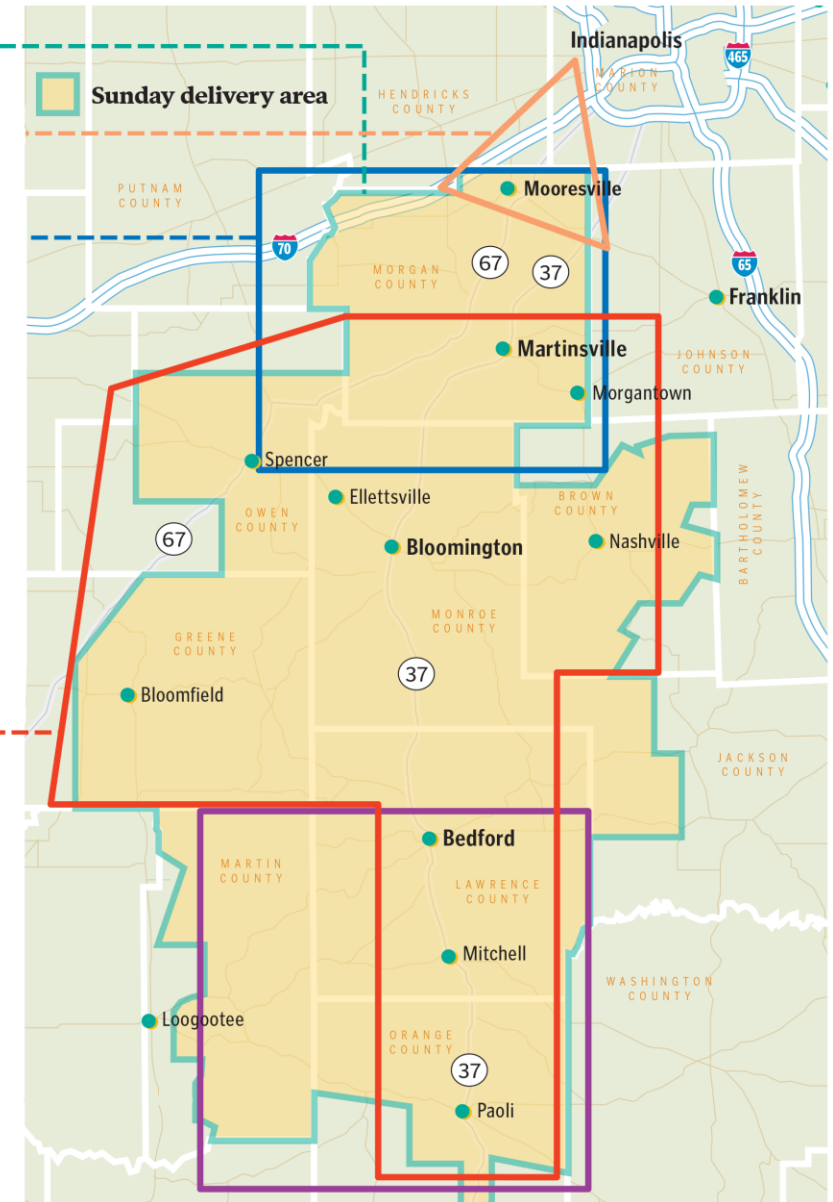 Indianapolis
465
MARION
COUNTY
Sunday delivery area
HENDRICKS
COUNTY
PUTNAM
COUNTY
Mooresville
70
67
37
65
MORGAN
COUNTY
Franklin
Martinsville
JOHNSON
COUNTY
Morgantown
Spencer
Ellettsville
OWEN
COUNTY
BROWN
COUNTY
BARTHOLOMEW
COUNTY
67
Bloomington
Nashville
GREENE
COUNTY
MONROE
COUNTY
37
Bloomfield
JACKSON
COUNTY
Bedford
MARTIN
COUNTY
LAWRENCE
COUNTY
Mitchell
WASHINGTON
COUNTY
Loogootee
ORANGE
COUNTY
37
Paoli